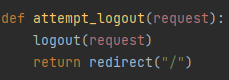 def attempt_logout(request):
    logout(request)
    return redirect("/")